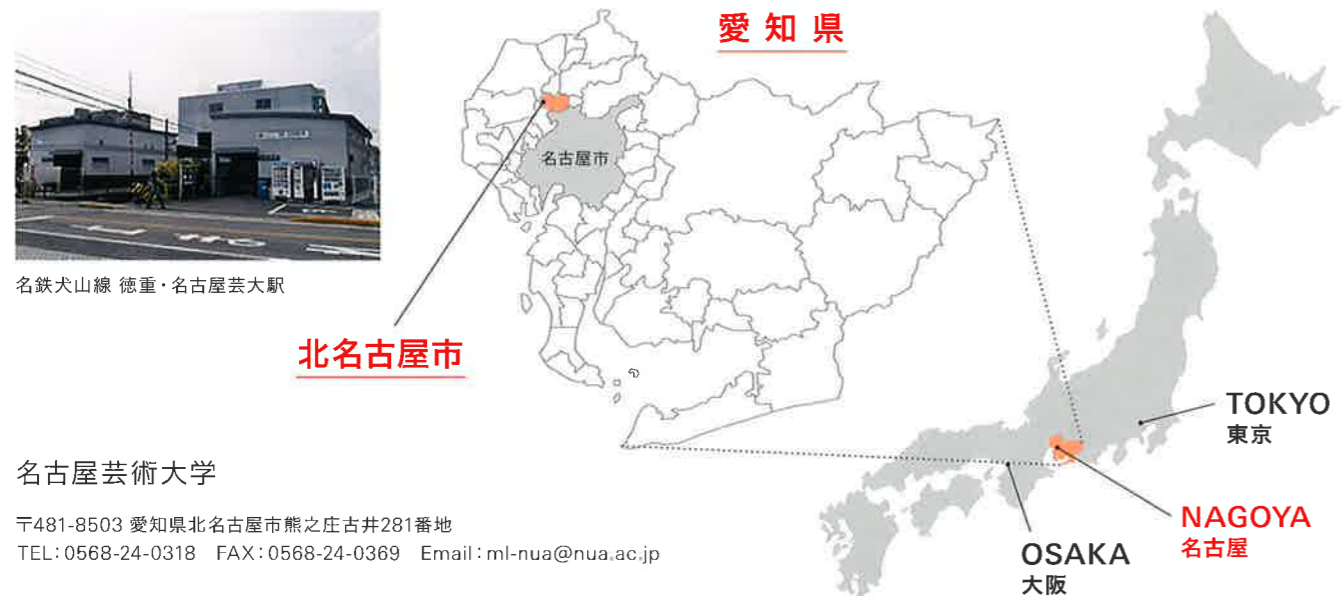 愛知県
名古屋市
名鉄犬山線 徳重・名古屋芸大駅
北名古屋市
TOKYO
東京
NAGOYA
名古屋
OSAKA
大阪
名古屋芸術大学
〒481-8503 愛知県北名古屋市熊之庄古井281番地
TEL:0568-24-0318 FAX:0568-24-0369 Email:ml-nua@nua.ac.jp